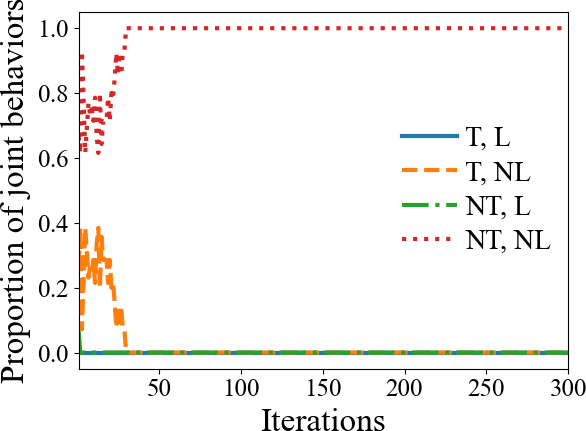 Proportion of joint behaviors
1.0
0.8
0.6
0.4
0.2
0.0
T, L
T, NL
NT, L
NT, NL
50
100
150
200
250
300
Iterations